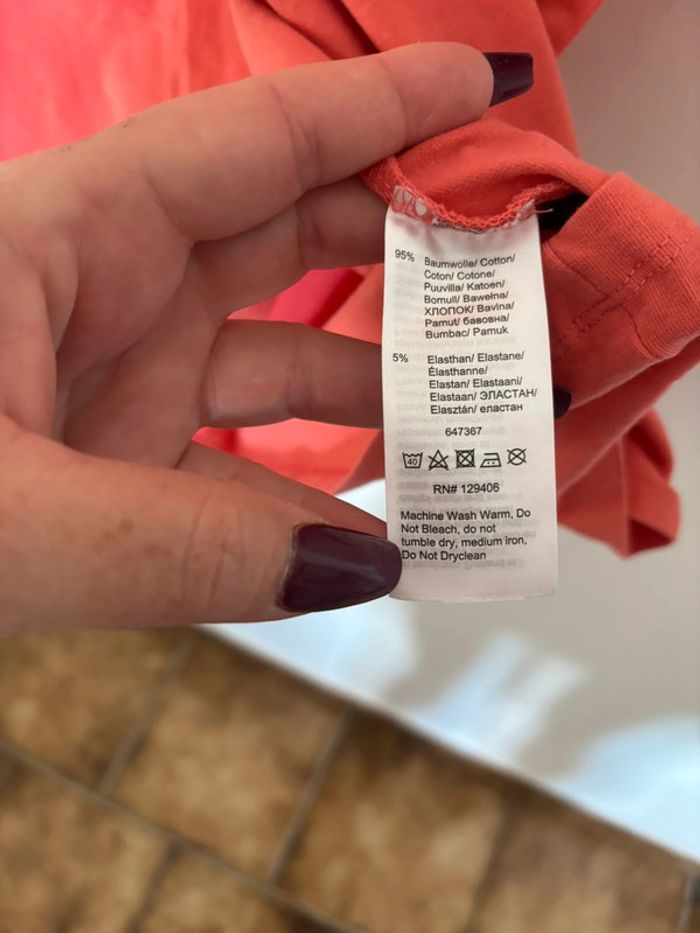 95% Baumwolle/ Cotton/
Coton/ Cotone/
Puuvilla/ Katoen/
Bomull/ Bawełna/
ХЛОПОК/ Bavlna/
Pamut/ бавовна/
Bumbac/ Pamuk
5% Elasthan/ Elastane/
Élasthanne/
Elastan/ Elastaani/
Elastaan/ ЭЛАСТАН/
Elasztán/ еластан
647367
40
RN# 129406
Machine Wash Warm, Do
Not Bleach, do not
tumble dry, medium iron,
Do Not Dryclean